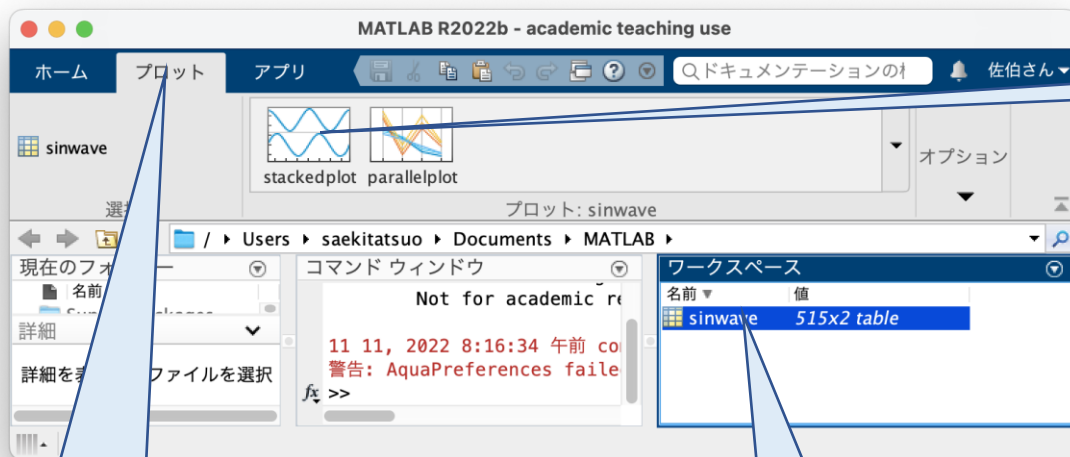 MATLAB R2022b - academic teaching use
ホーム プロット アプリ ドキュメンテーションの 佐伯さん
sinwave
stackedplot parallelplot
オプション
選 プロット: sinwave
/ Users saekitatsuo Documents MATLAB
現在のフォ
名前
詳細
詳細を ファイルを選択
コマンド ウィンドウ
Not for academic re
11 11, 2022 8:16:34 午前 co
警告: AquaPreferences faile
fx >>
ワークスペース
名前 値
sinwave 515x2 table